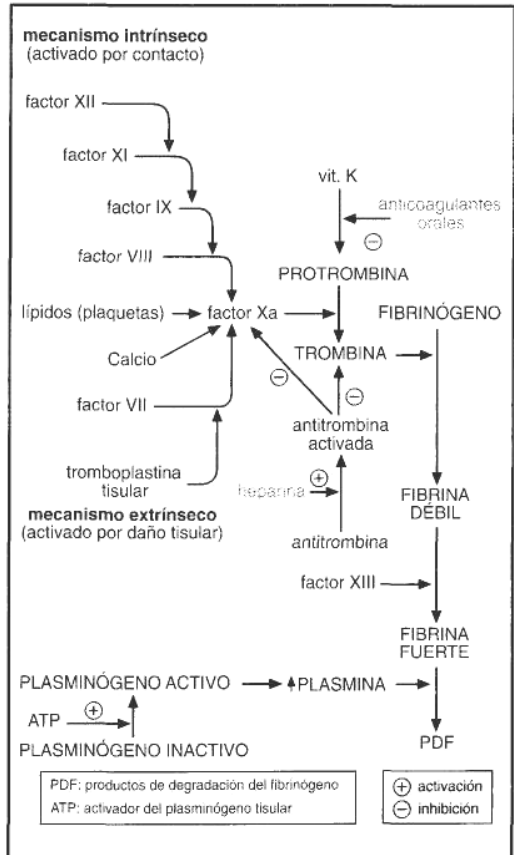 mecanismo intrínseco
(activado por contacto)
factor XII
factor XI
vit. K
factor IX
anticoagulantes
orales
factor VIII
PROTROMBINA
lípidos (plaquetas)
factor Xa
FIBRINÓGENO
Calcio
TROMBINA
factor VII
antitrombina
activada
tromboplastina
tisular
heparina
mecanismo extrínseco
(activado por daño tisular)
FIBRINA
DÉBIL
antitrombina
factor XIII
FIBRINA
FUERTE
PLASMINÓGENO ACTIVO
PLASMINA
ATP
PLASMINÓGENO INACTIVO
PDF
PDF: productos de degradación del fibrinógeno
ATP: activador del plasminógeno tisular
+ activación
− inhibición